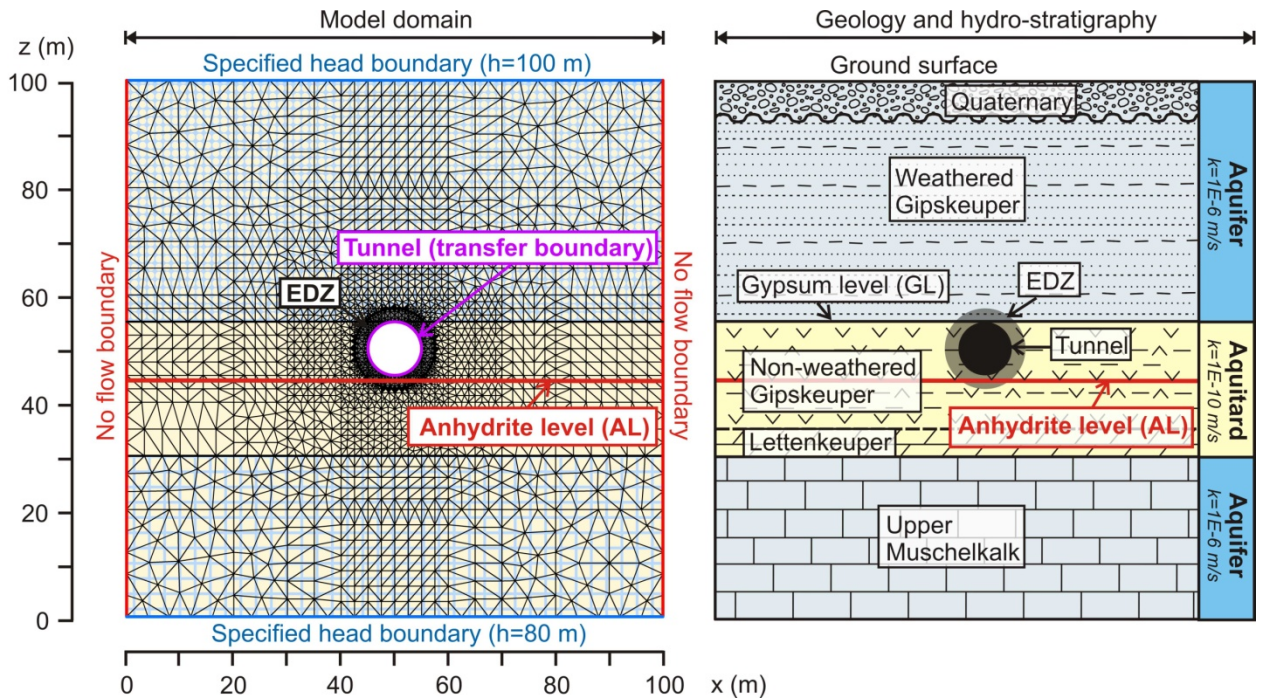 Model domain
Geology and hydro-stratigraphy
z (m)
Specified head boundary (h=100 m)
Ground surface
100
80
60
40
20
0
No flow boundary
Tunnel (transfer boundary)
EDZ
Anhydrite level (AL)
No flow boundary
Specified head boundary (h=80 m)
0
20
40
60
80
100
x (m)
Quaternary
Weathered
Gipskeuper
Gypsum level (GL)
EDZ
Tunnel
Non-weathered
Gipskeuper
Anhydrite level (AL)
Lettenkeuper
Upper
Muschelkalk
Aquifer
k=1E-6 m/s
Aquitard
k=1E-10 m/s
Aquifer
k=1E-6 m/s